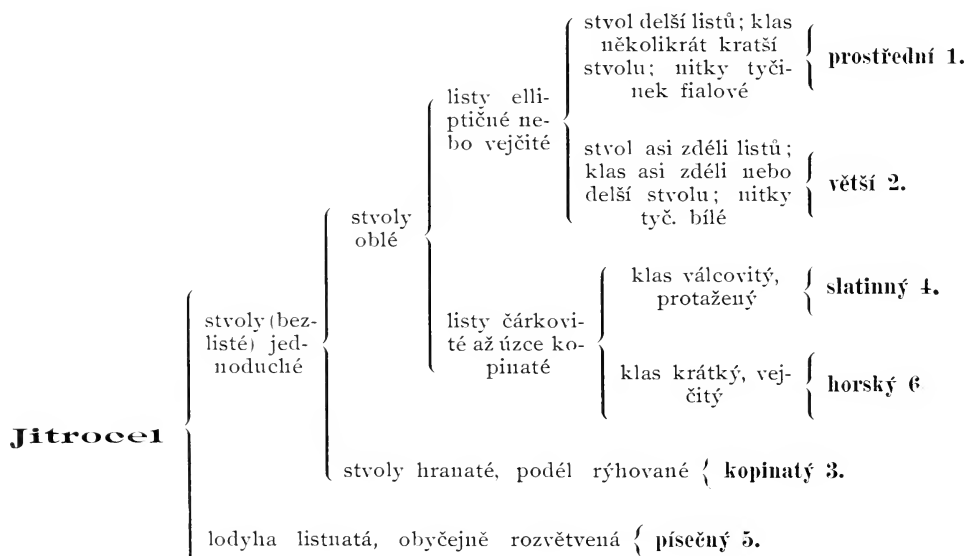 stvol delší listů; klas
několikrát kratší
stvolu; nitky tyči-
nek fialové
prostřední 1.
listy elli-
ptičné ne-
bo vejčité
stvol asi zdéli listů;
klas asi zdéli nebo
delší stvolu; nitky
tyč. bílé
větší 2.
stvoly
oblé
klas válcovitý,
protažený
slatinný 4.
listy čárkovi-
té až úzce ko-
pinaté
klas krátký, vej-
čitý
horský 6
stvoly (bez-
listé) jed-
noduché
Jitrocel
stvoly hranaté, podél rýhované
kopinatý 3.
lodyha listnatá, obyčejně rozvětvená
písečný 5.